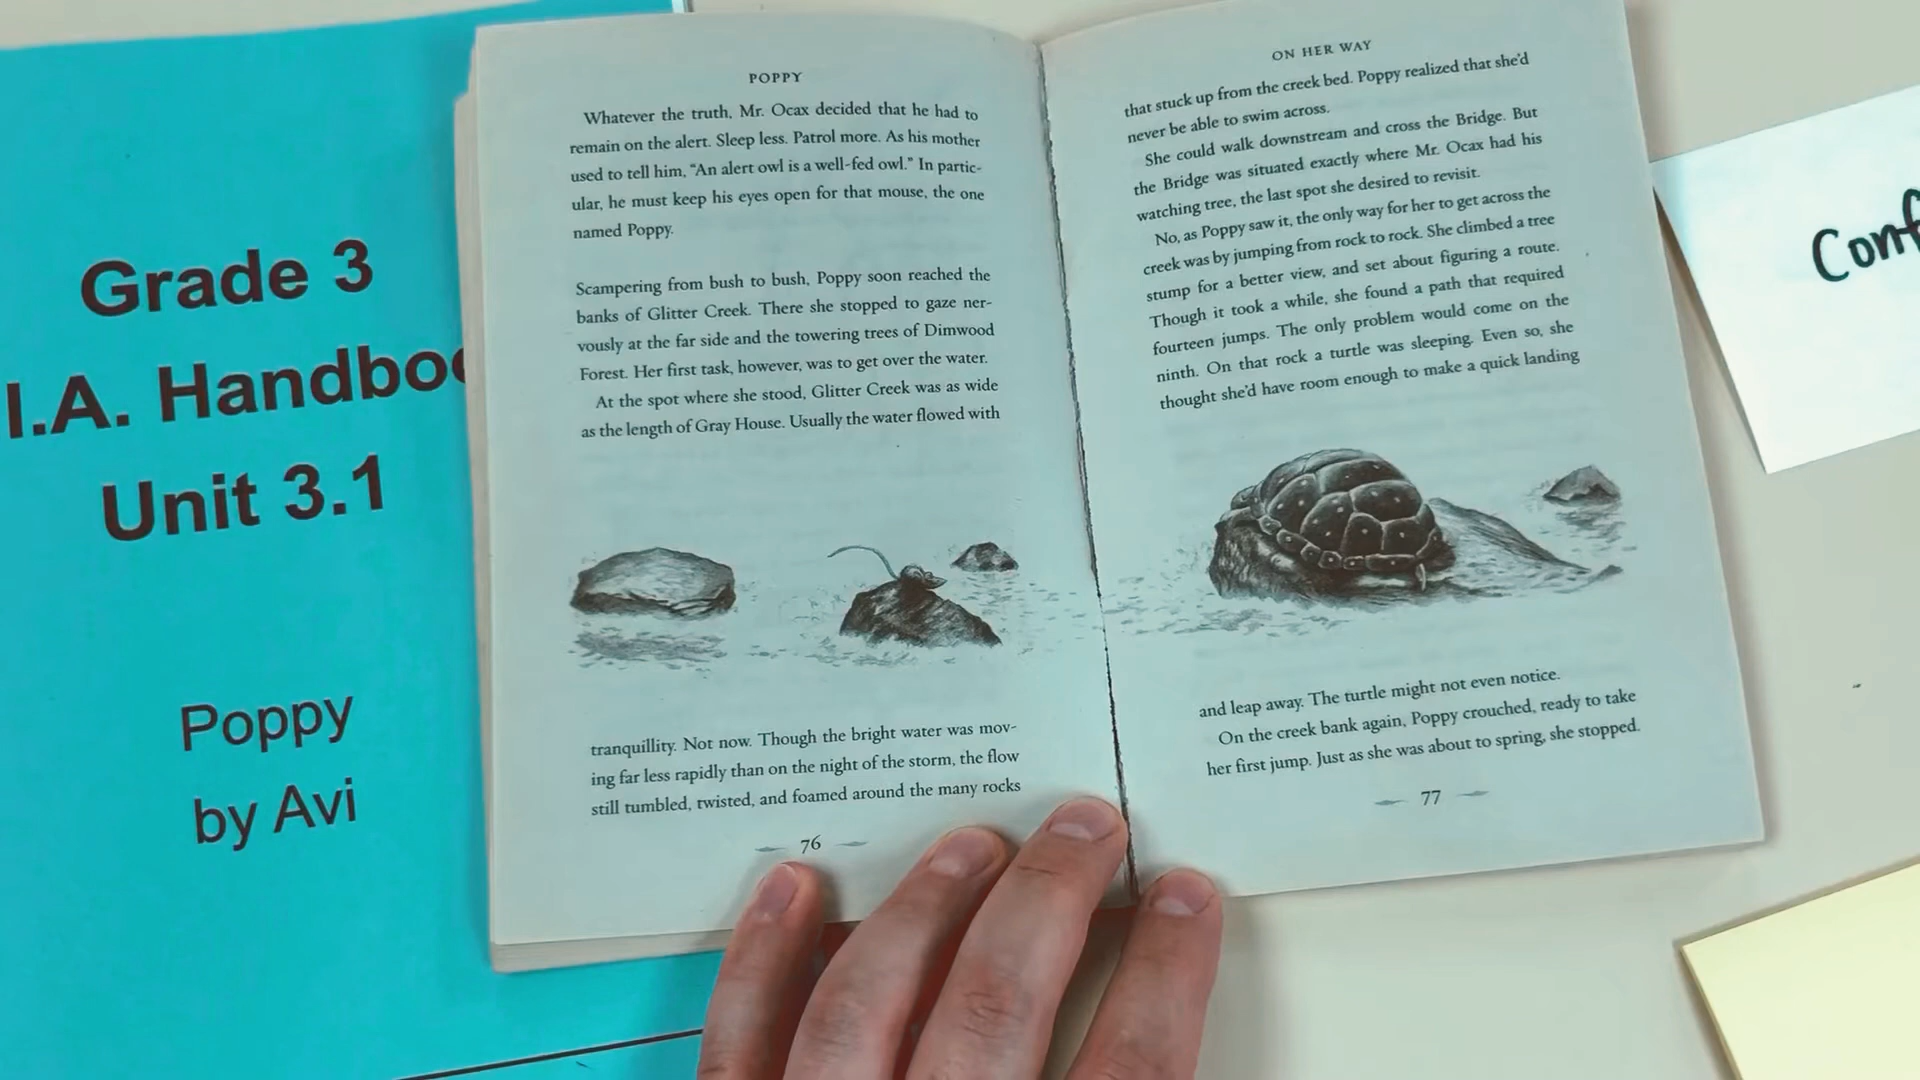 Grade 3
I.A. Handboo
Unit 3.1
Poppy
by Avi
POPPY
Whatever the truth, Mr. Ocax decided that he had to
remain on the alert. Sleep less. Patrol more. As his mother
used to tell him, “An alert owl is a well-fed owl.” In partic-
ular, he must keep his eyes open for that mouse, the one
named Poppy.
Scampering from bush to bush, Poppy soon reached the
banks of Glitter Creek. There she stopped to gaze ner-
vously at the far side and the towering trees of Dimwood
Forest. Her first task, however, was to get over the water.
At the spot where she stood, Glitter Creek was as wide
as the length of Gray House. Usually the water flowed with
tranquillity. Not now. Though the bright water was mov-
ing far less rapidly than on the night of the storm, the flow
still tumbled, twisted, and foamed around the many rocks
76
ON HER WAY
that stuck up from the creek bed. Poppy realized that she’d
never be able to swim across.
She could walk downstream and cross the Bridge. But
the Bridge was situated exactly where Mr. Ocax had his
watching tree, the last spot she desired to revisit.
No, as Poppy saw it, the only way for her to get across the
creek was by jumping from rock to rock. She climbed a tree
stump for a better view, and set about figuring a route.
Though it took a while, she found a path that required
fourteen jumps. The only problem would come on the
ninth. On that rock a turtle was sleeping. Even so, she
thought she’d have room enough to make a quick landing
and leap away. The turtle might not even notice.
On the creek bank again, Poppy crouched, ready to take
her first jump. Just as she was about to spring, she stopped.
77
Conf